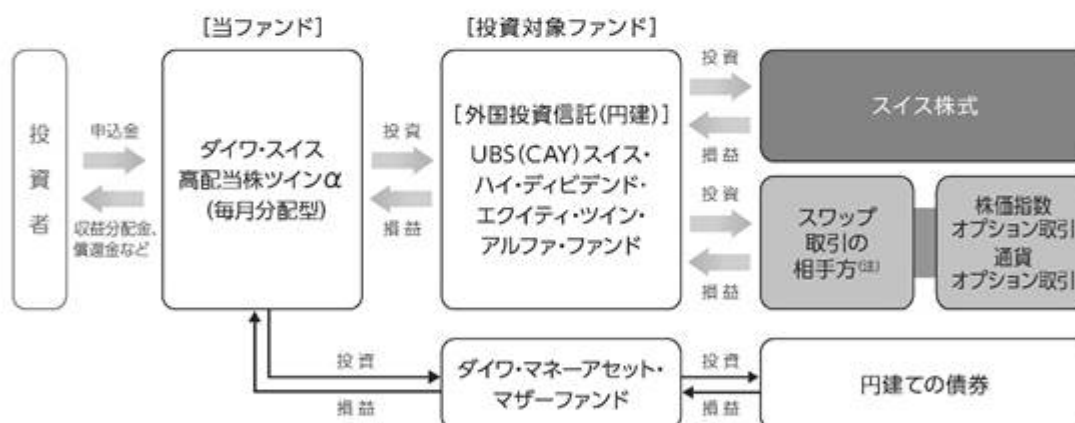 [当ファンド]
[投資対象ファンド]
投資者
申込金
収益分配金、
償還金など
ダイワ・スイス
高配当株ツインα
(毎月分配型)
投資
損益
[外国投資信託(円建)]
UBS(CAY)スイス・
ハイ・ディビデンド・
エクイティ・ツイン・
アルファ・ファンド
投資
損益
スイス株式
投資
損益
スワップ
取引の
相手方(注)
株価指数
オプション取引
通貨
オプション取引
投資
損益
ダイワ・マネーアセット・
マザーファンド
投資
損益
円建ての債券